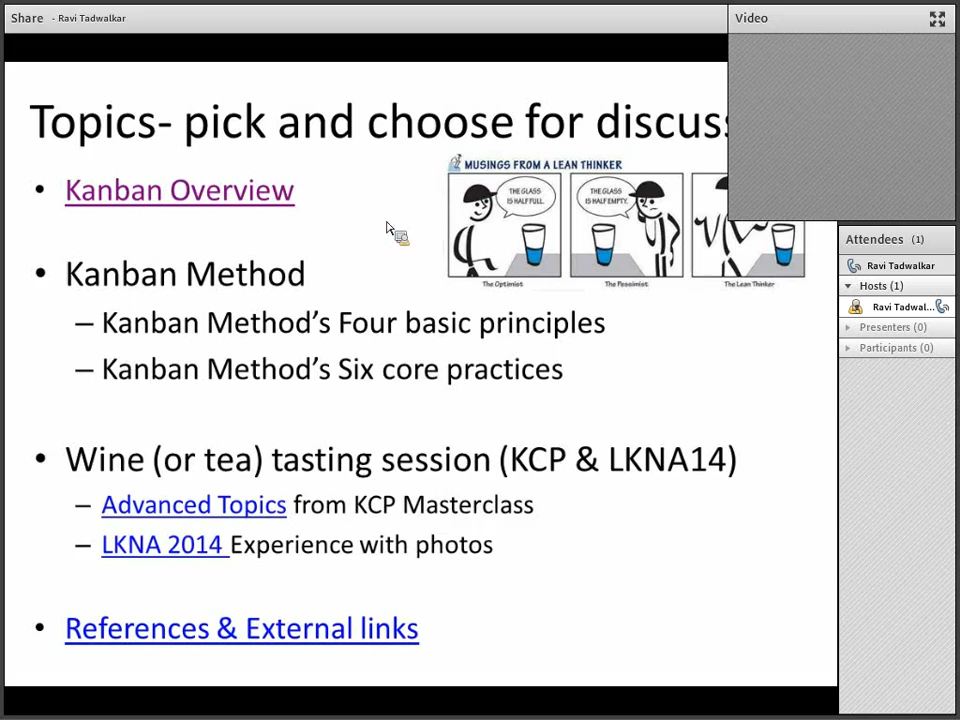 Share - Ravi Tadwalkar
Video
Topics- pick and choose for discuss
• Kanban Overview
MUSINGS FROM A LEAN THINKER
THE GLASS
IS HALF FULL.
THE GLASS
IS HALF EMPTY.
The Optimist
The Pessimist
The Lean Thinker
• Kanban Method
– Kanban Method’s Four basic principles
– Kanban Method’s Six core practices
• Wine (or tea) tasting session (KCP & LKNA14)
– Advanced Topics from KCP Masterclass
– LKNA 2014 Experience with photos
• References & External links
Attendees (1)
Ravi Tadwalkar
Hosts (1)
Ravi Tadwal...
Presenters (0)
Participants (0)